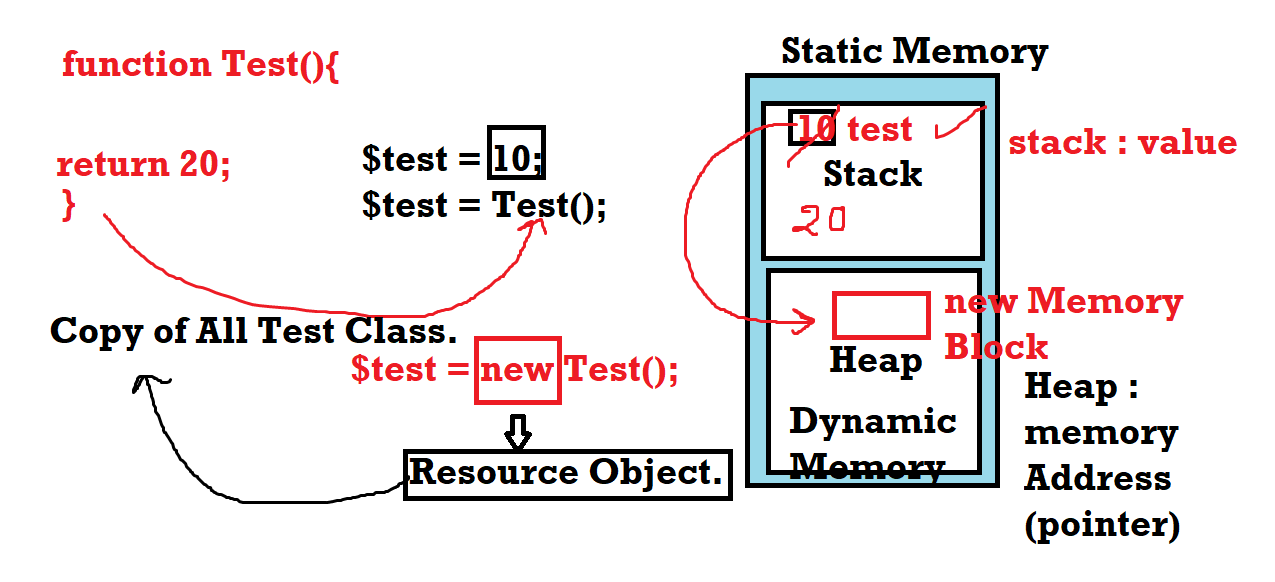 function Test(){
return 20;
}
$test = 10;
$test = Test();
Copy of All Test Class.
$test = new Test();
Resource Object.
Static Memory
10 test
Stack
20
stack : value
new Memory
Block
Heap
Dynamic
Memory
Heap :
memory
Address
(pointer)